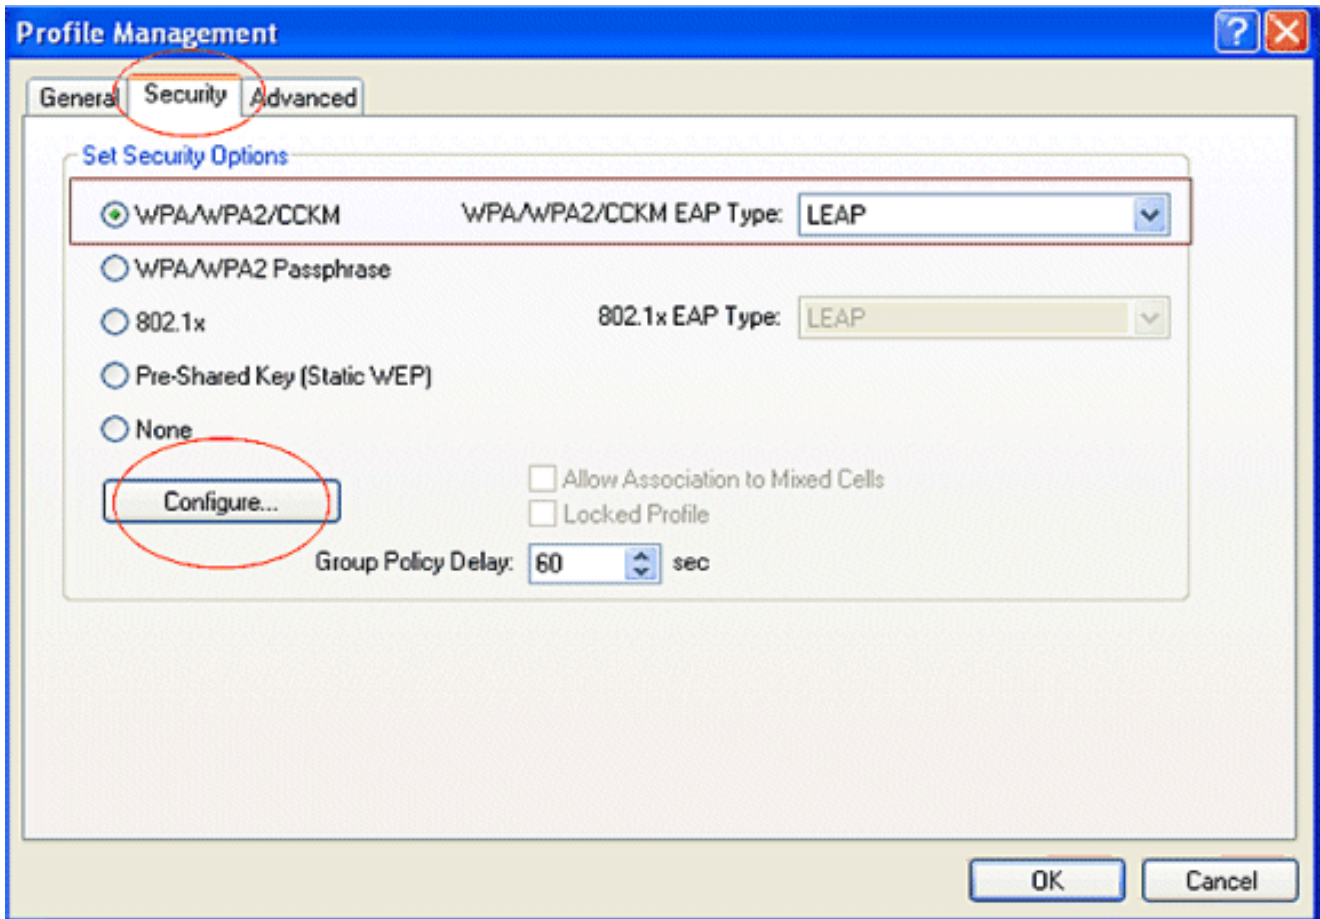 Profile Management
General Security Advanced
Set Security Options
WPA/WPA2/CCKM WPA/WPA2/CCKM EAP Type: LEAP
WPA/WPA2 Passphrase
802.1x 802.1x EAP Type: LEAP
Pre-Shared Key (Static WEP)
None
Configure... Allow Association to Mixed Cells
Locked Profile
Group Policy Delay: 60 sec
OK Cancel